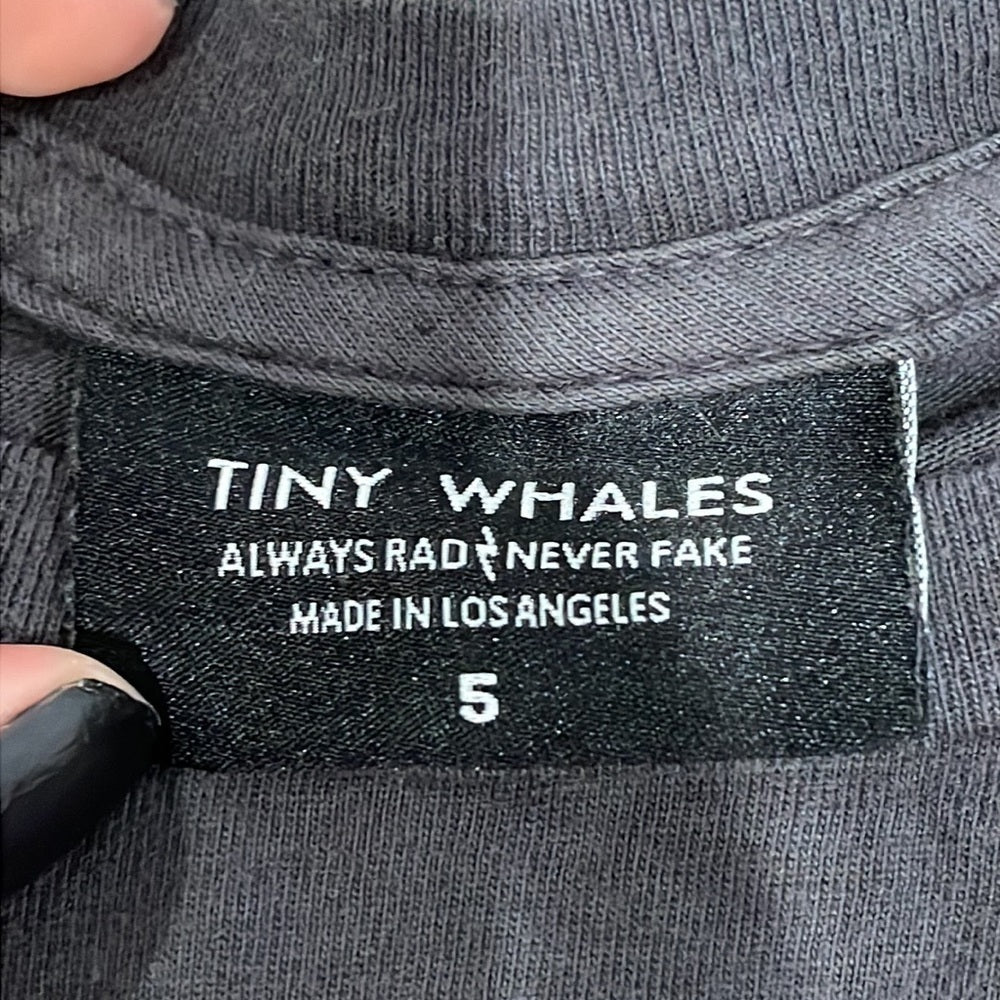 TINY WHALES
ALWAYS RAD NEVER FAKE
MADE IN LOS ANGELES
5